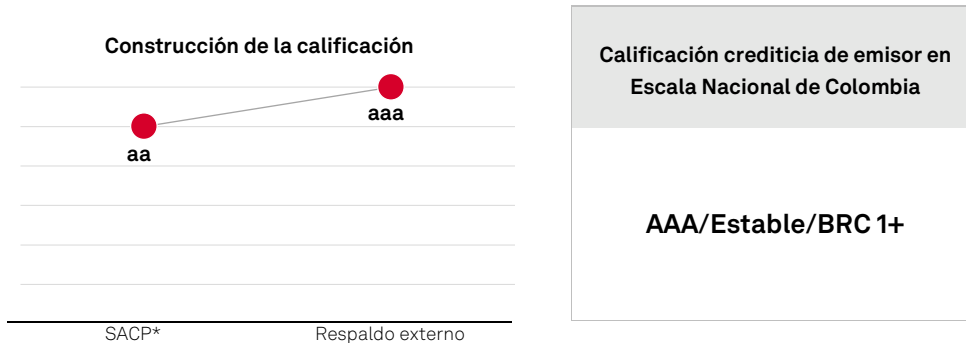 Construcción de la calificación
aaa
aa
SACP*
Respaldo externo
Calificación crediticia de emisor en
Escala Nacional de Colombia
AAA/Estable/BRC 1+